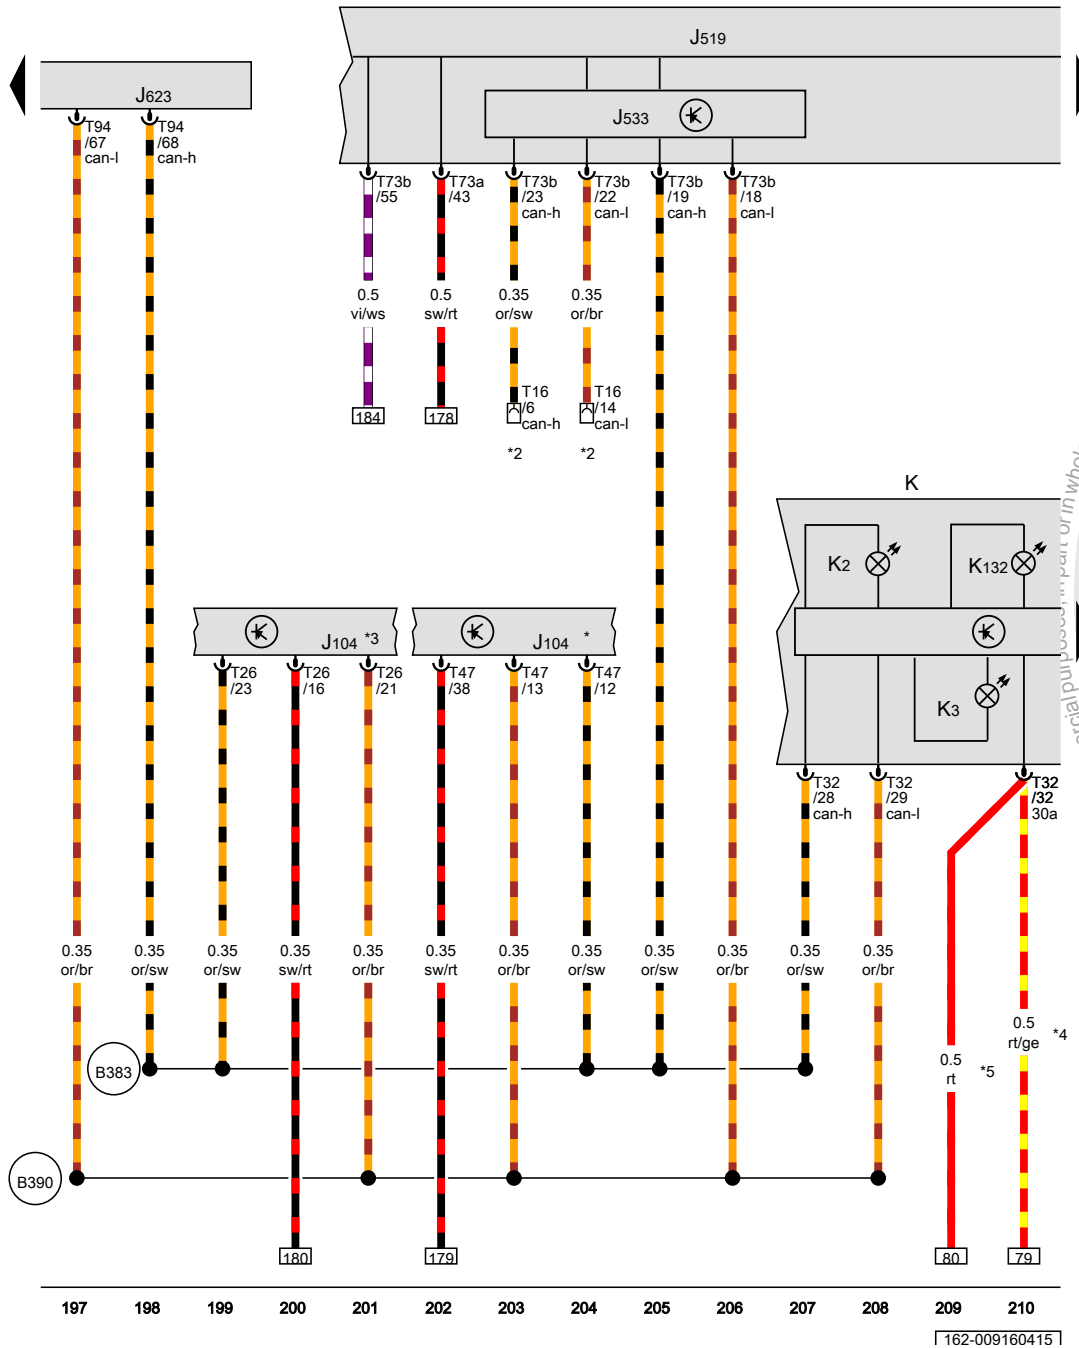 J519
J623
J533
T94
/67
can-l
T94
/68
can-h
T73b
/55
T73a
/43
T73b
/23
can-h
T73b
/22
can-l
T73b
/19
can-h
T73b
/18
can-l
0.5
vi/ws
0.5
sw/rt
0.35
or/sw
0.35
or/br
184
178
T16
/6
can-h
T16
/14
can-l
*2
*2
K
K2
K132
K3
J104 *3
J104 *
T26
/23
T26
/16
T26
/21
T47
/38
T47
/13
T47
/12
T32
/28
can-h
T32
/29
can-l
T32
/32
30a
0.35
or/br
0.35
or/sw
0.35
or/sw
0.35
sw/rt
0.35
or/br
0.35
sw/rt
0.35
or/br
0.35
or/sw
0.35
or/sw
0.35
or/br
0.35
or/sw
0.35
or/br
0.5
rt/ge
*4
0.5
rt
*5
B383
B390
180
179
80
79
197 198 199 200 201 202 203 204 205 206 207 208 209 210
162-009160415